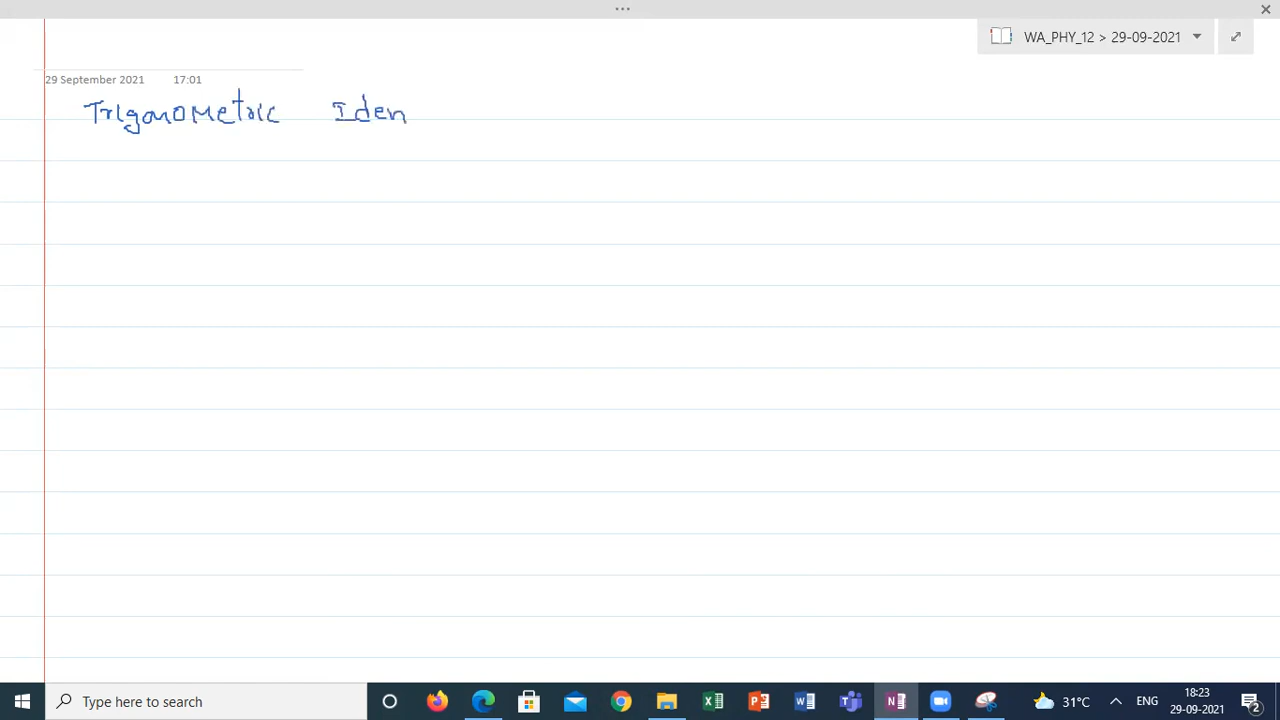 WA_PHY_12 > 29-09-2021
29 September 2021 17:01
Trigonometric Iden
Type here to search
31°C
ENG
18:23
29-09-2021
2